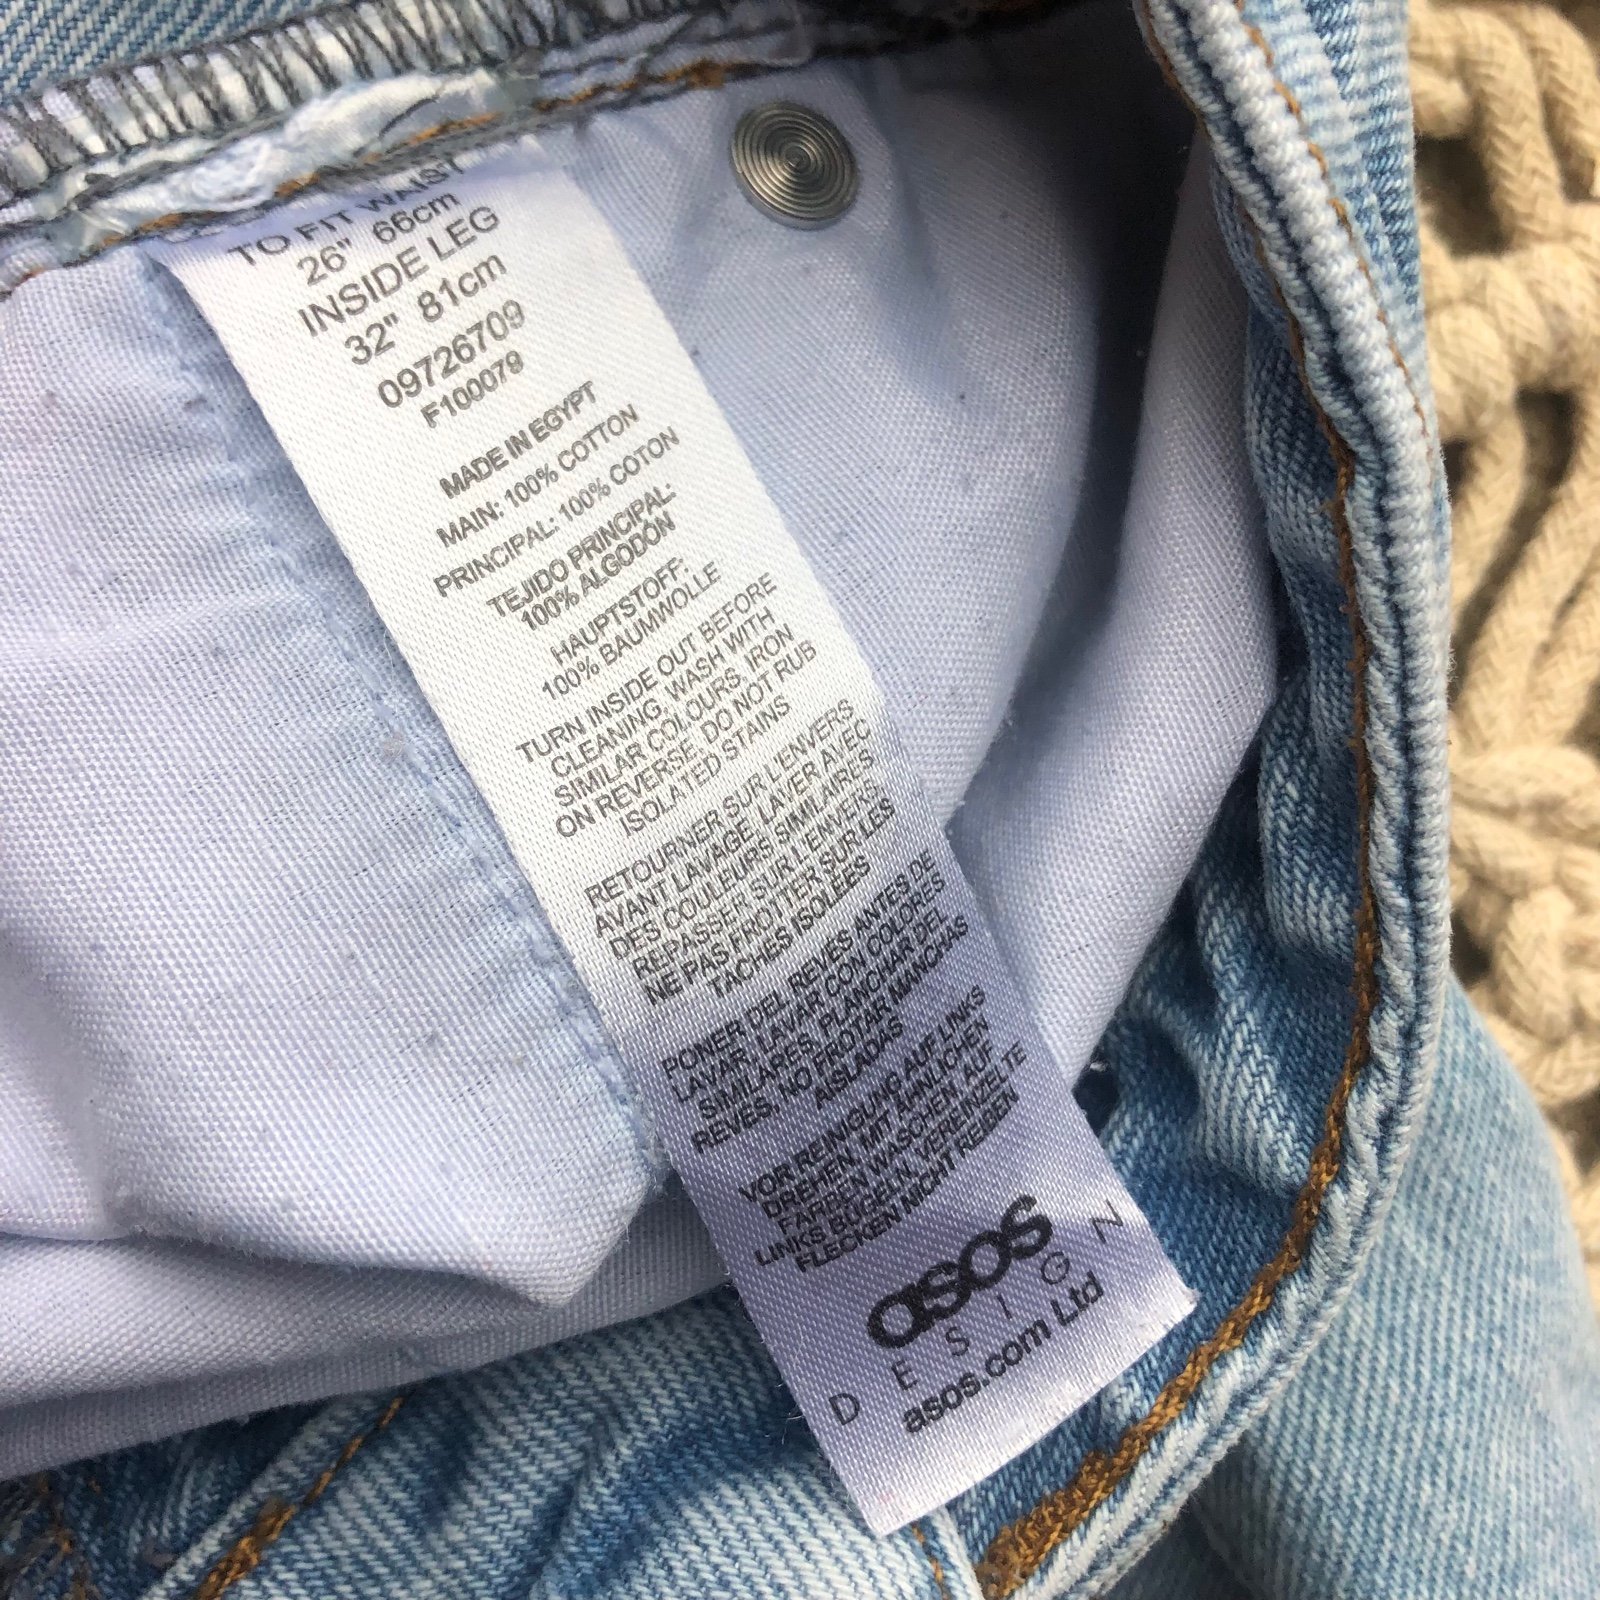 TO FIT WAIST
26" 66cm
INSIDE LEG
32" 81cm
09726709
F100079
MADE IN EGYPT
MAIN: 100% COTTON
PRINCIPAL: 100% COTON
TEJIDO PRINCIPAL:
100% ALGODÓN
HAUPTSTOFF:
100% BAUMWOLLE
TURN INSIDE OUT BEFORE
CLEANING, WASH WITH
SIMILAR COLOURS, IRON
ON REVERSE, DO NOT RUB
ISOLATED STAINS
RETOURNER SUR L'ENVERS
AVANT LAVAGE, LAVER AVEC
DES COULEURS SIMILAIRES,
REPASSER SUR L'ENVERS,
NE PAS FROTTER SUR LES
TACHES ISOLÉES
PONER DEL REVÉS ANTES DE
LAVAR, LAVAR CON COLORES
SIMILARES, PLANCHAR DEL
REVÉS, NO FROTAR MANCHAS
AISLADAS
VOR REINIGUNG AUF LINKS
DREHEN, MIT ÄHNLICHEN
FARBEN WASCHEN, AUF
LINKS BÜGELN, VEREINZELTE
FLECKEN NICHT REIBEN
asos
DESIGN
asos.com Ltd